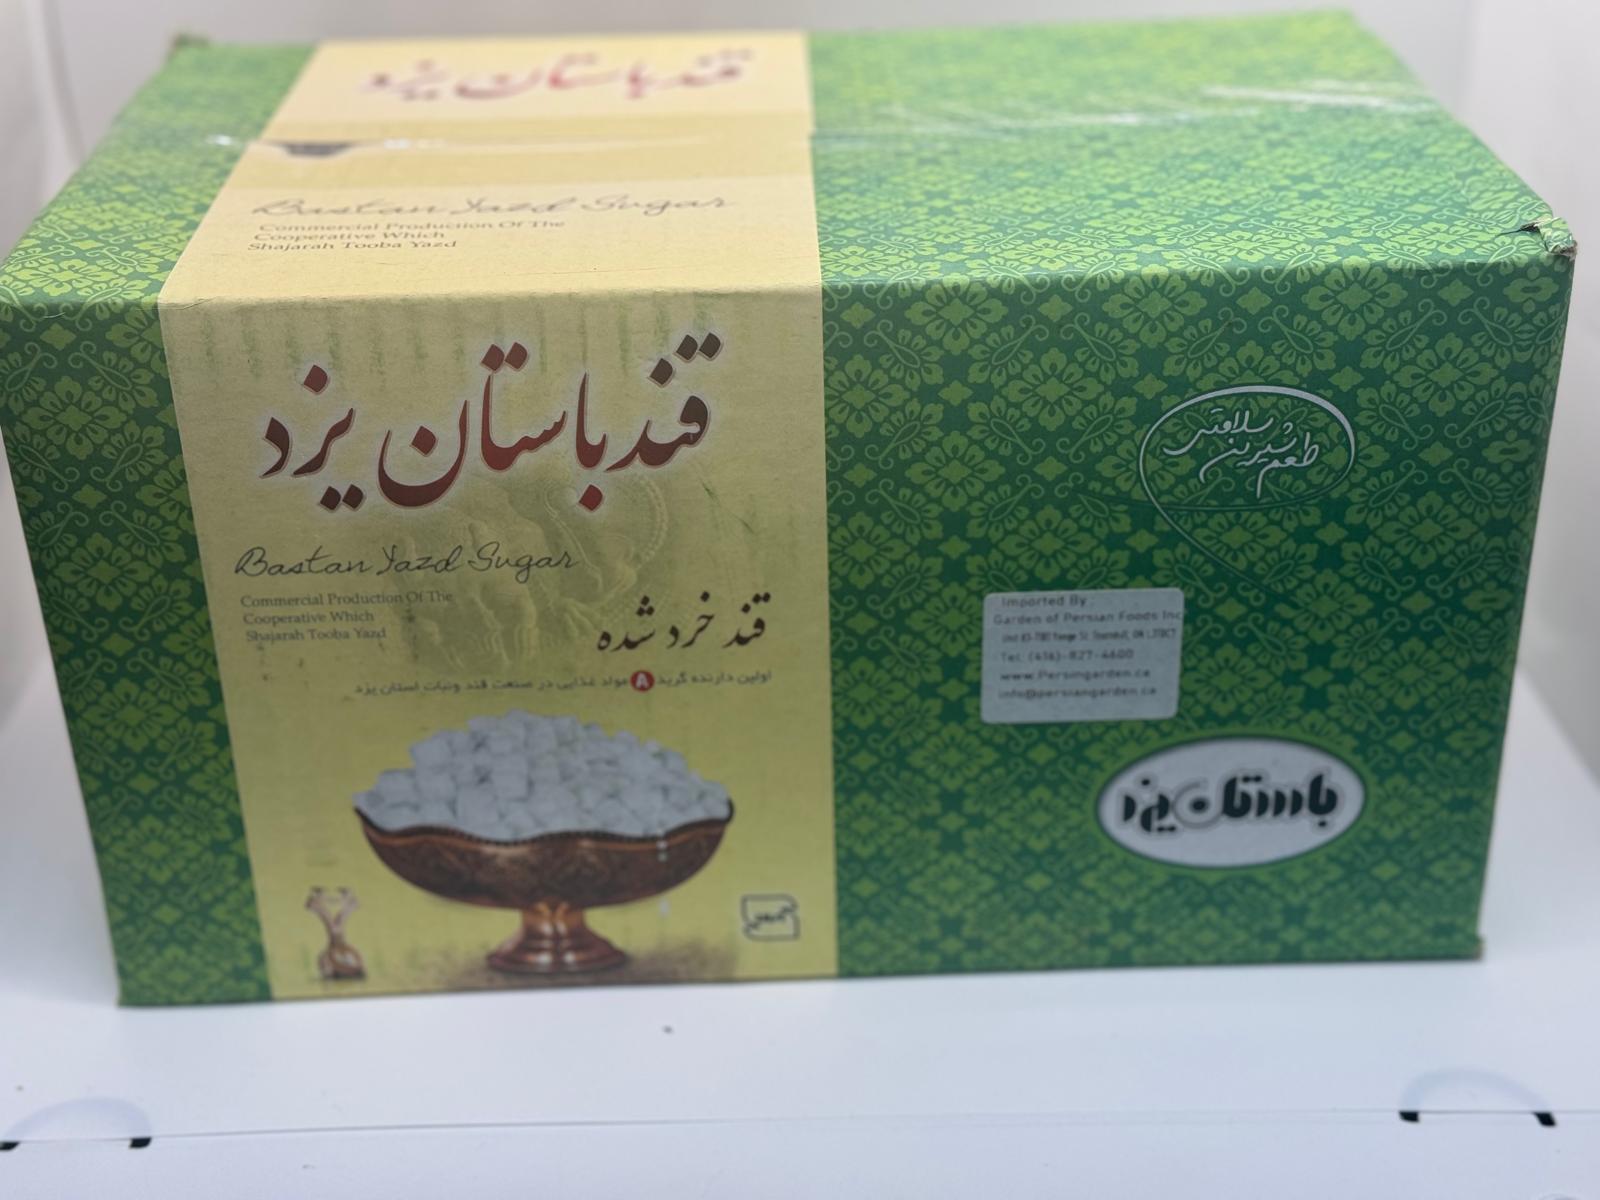 قند باستان یزد
Bastan Yazd Sugar
Commercial Production Of The
Cooperative Which
Shajarah Tooba Yazd
قند باستان یزد
Bastan Yazd Sugar
Commercial Production Of The
Cooperative Which
Shajarah Tooba Yazd
قند خرد شده
اولین دارنده گرید A مواد غذایی در صنعت قند ونبات استان یزد
طعم شیرین سلامتی
Imported By:
Garden of Persian Foods Inc
Tel: (416)-827-4600
www.Persingarden.ca
info@persiangarden.ca
باستان یزد